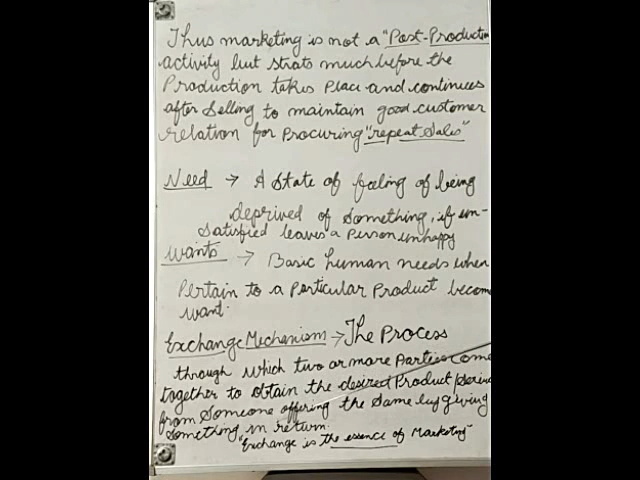 Thus marketing is not a "Post-Production
activity but strats much before the
Production takes Place and continues
after selling to maintain good customer
relation for Procuring "repeat sales"
Need → A state of feeling of being
deprived of something, if un-
satisfied leaves a Person unhappy
wants → Basic human needs when
Pertain to a Perticular Product become
want.
Exchange Mechanism → The Process
through which two or more Parties come
together to obtain the desired Product/Servi
from someone offering the same by giving
something in return.
"Exchange is the essence of Marketing"